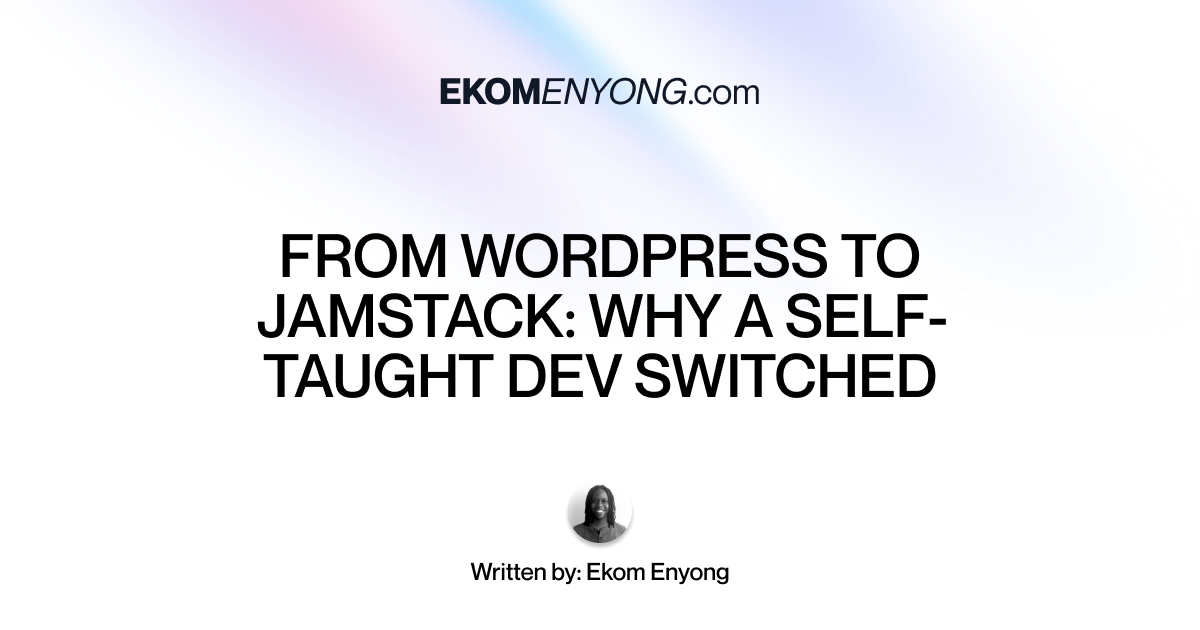 EKOMENYONG.com
FROM WORDPRESS TO
JAMSTACK: WHY A SELF-
TAUGHT DEV SWITCHED
Written by: Ekom Enyong